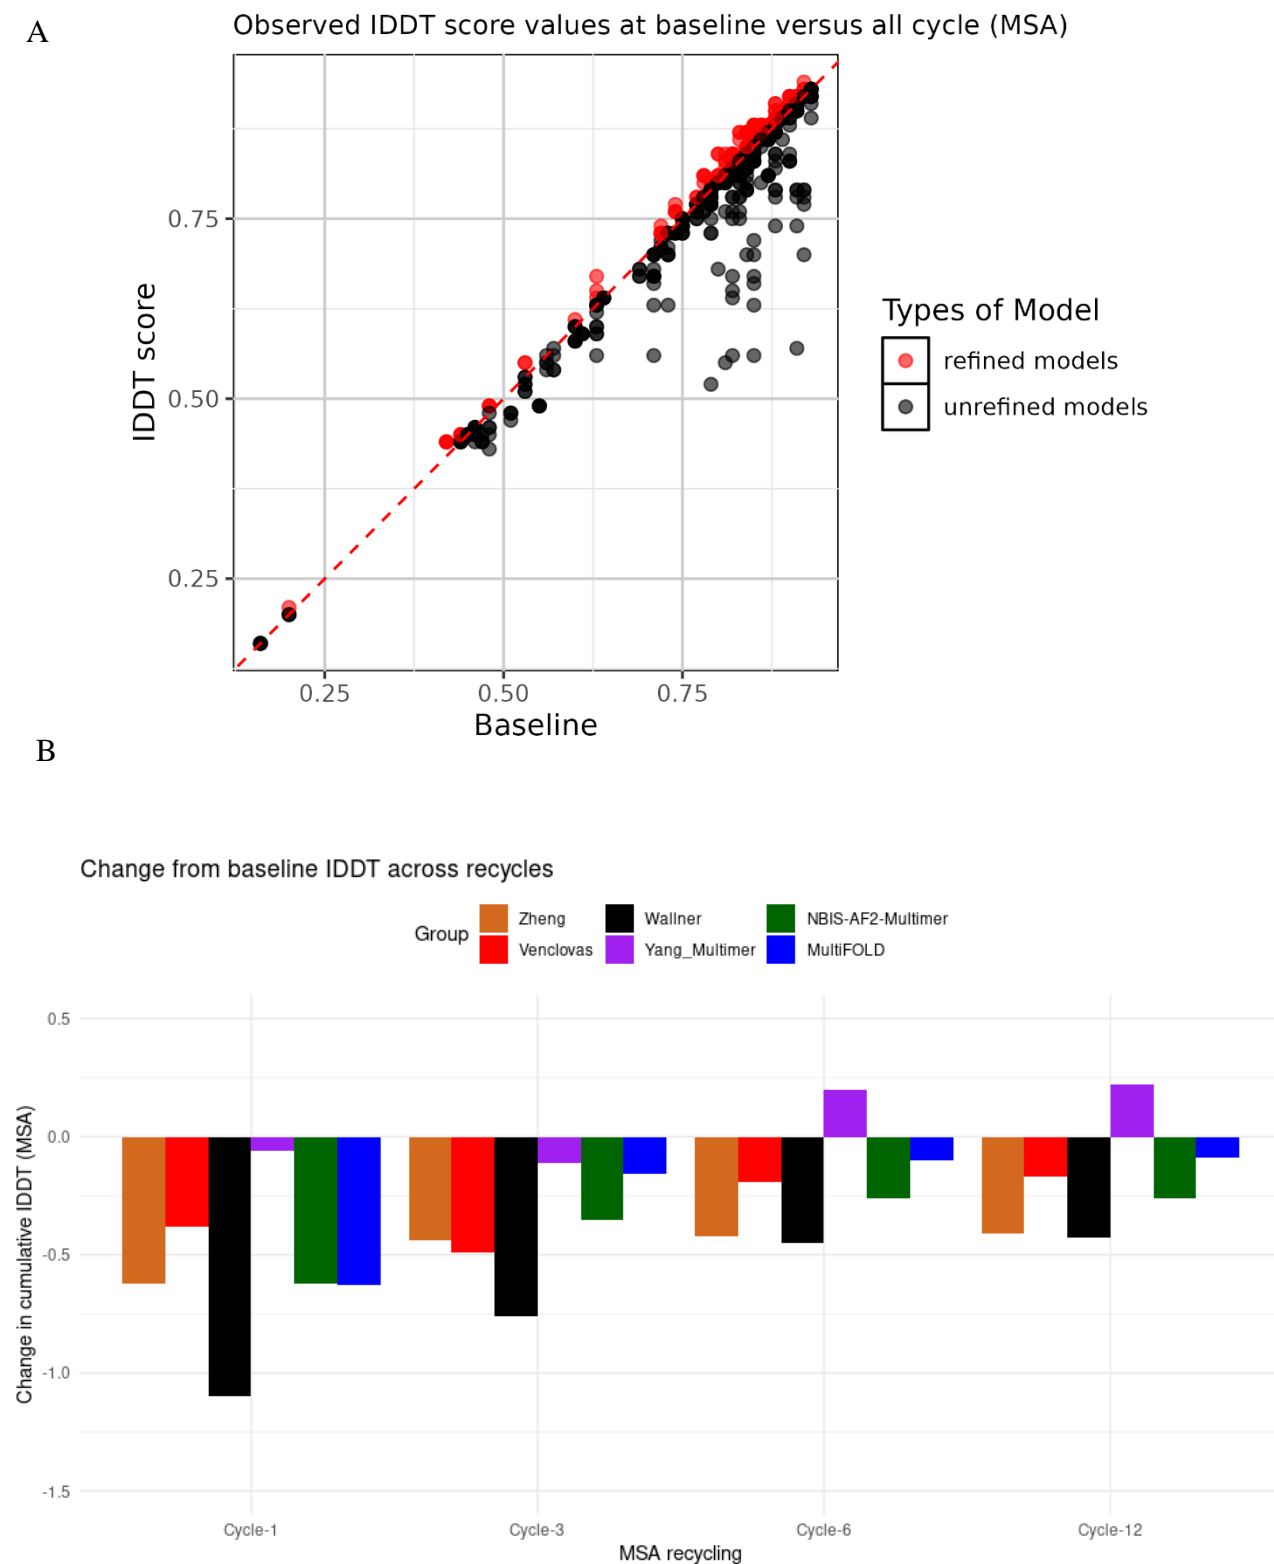 A
Observed IDDT score values at baseline versus all cycle (MSA)
IDDT score
0.75
0.50
0.25
0.25 0.50 0.75
Baseline
Types of Model
refined models
unrefined models
B
Change from baseline IDDT across recycles
Group
Zheng Wallner NBIS-AF2-Multimer
Venclovas Yang_Multimer MultiFOLD
Change in cumulative IDDT (MSA)
0.5
0.0
-0.5
-1.0
-1.5
Cycle-1 Cycle-3 Cycle-6 Cycle-12
MSA recycling